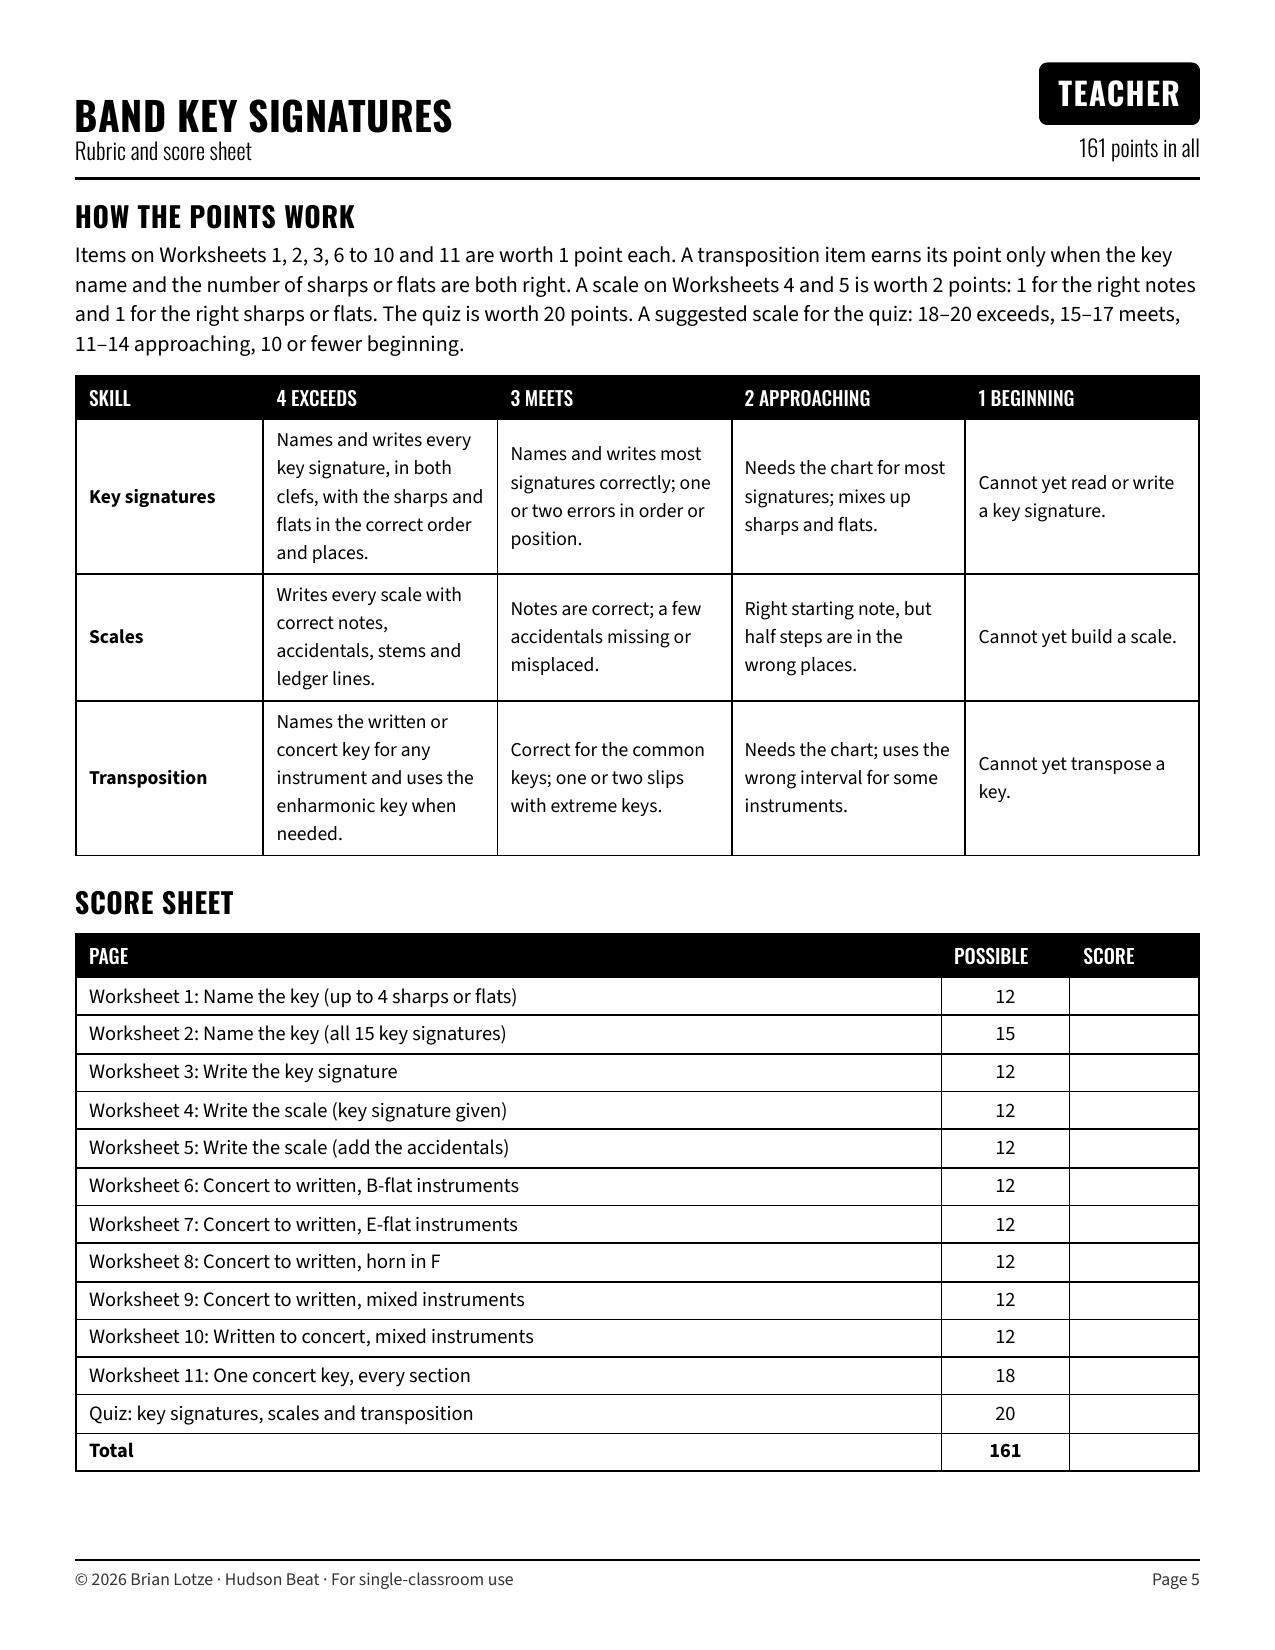 BAND KEY SIGNATURES
Rubric and score sheet
TEACHER
161 points in all
HOW THE POINTS WORK
Items on Worksheets 1, 2, 3, 6 to 10 and 11 are worth 1 point each. A transposition item earns its point only when the key
name and the number of sharps or flats are both right. A scale on Worksheets 4 and 5 is worth 2 points: 1 for the right notes
and 1 for the right sharps or flats. The quiz is worth 20 points. A suggested scale for the quiz: 18–20 exceeds, 15–17 meets,
11–14 approaching, 10 or fewer beginning.
SKILL 4 EXCEEDS 3 MEETS 2 APPROACHING 1 BEGINNING
Key signatures
Names and writes every
key signature, in both
clefs, with the sharps and
flats in the correct order
and places.
Names and writes most
signatures correctly; one
or two errors in order or
position.
Needs the chart for most
signatures; mixes up
sharps and flats.
Cannot yet read or write
a key signature.
Scales
Writes every scale with
correct notes,
accidentals, stems and
ledger lines.
Notes are correct; a few
accidentals missing or
misplaced.
Right starting note, but
half steps are in the
wrong places.
Cannot yet build a scale.
Transposition
Names the written or
concert key for any
instrument and uses the
enharmonic key when
needed.
Correct for the common
keys; one or two slips
with extreme keys.
Needs the chart; uses the
wrong interval for some
instruments.
Cannot yet transpose a
key.
SCORE SHEET
PAGE POSSIBLE SCORE
Worksheet 1: Name the key (up to 4 sharps or flats) 12
Worksheet 2: Name the key (all 15 key signatures) 15
Worksheet 3: Write the key signature 12
Worksheet 4: Write the scale (key signature given) 12
Worksheet 5: Write the scale (add the accidentals) 12
Worksheet 6: Concert to written, B-flat instruments 12
Worksheet 7: Concert to written, E-flat instruments 12
Worksheet 8: Concert to written, horn in F 12
Worksheet 9: Concert to written, mixed instruments 12
Worksheet 10: Written to concert, mixed instruments 12
Worksheet 11: One concert key, every section 18
Quiz: key signatures, scales and transposition 20
Total 161
© 2026 Brian Lotze · Hudson Beat · For single-classroom use
Page 5